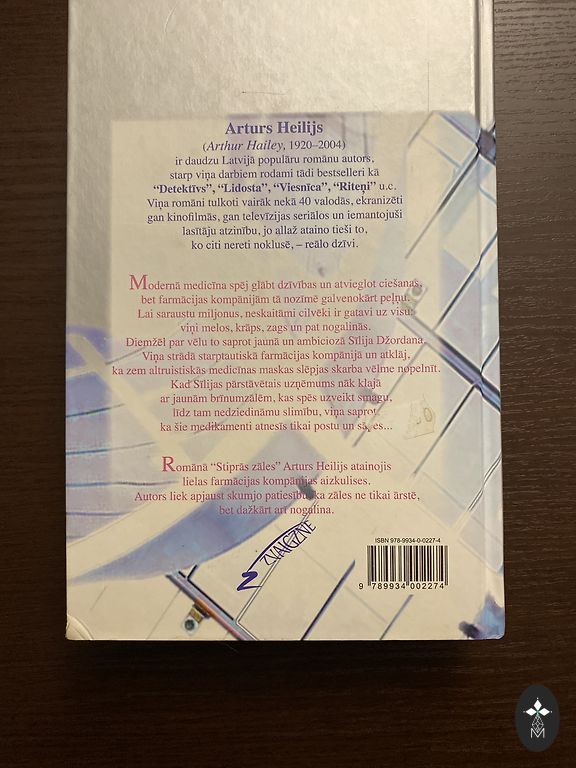 Arturs Heilijs
(Arthur Hailey, 1920–2004)
ir daudzu Latvijā populāru romānu autors,
starp viņa darbiem rodami tādi bestselleri kā
“Detektīvs”, “Lidosta”, “Viesnīca”, “Riteņi” u.c.
Viņa romāni tulkoti vairāk nekā 40 valodās, ekranizēti
gan kinofilmās, gan televīzijas seriālos un iemantojuši
lasītāju atzinību, jo allaž ataino tieši to,
ko citi nereti noklusē, – reālo dzīvi.
Modernā medicīna spēj glābt dzīvības un atvieglot ciešanas,
bet farmācijas kompānijām tā nozīmē galvenokārt peļņu.
Lai saraustu miljonus, neskaitāmi cilvēki ir gatavi uz visu:
viņi melos, krāps, zags un pat nogalinās.
Diemžēl par vēlu to saprot jaunā un ambiciozā Sīlija Džordana.
Viņa strādā starptautiskā farmācijas kompānijā un atklāj,
ka zem altruistiskās medicīnas maskas slēpjas skarba vēlme nopelnīt.
Kad Sīlijas pārstāvētais uzņēmums nāk klajā
ar jaunām brīnumzālēm, kas spēs uzveikt smagu,
līdz tam nedziedināmu slimību, viņa saprot,
ka šie medikamenti atnesīs tikai postu un sāpes...
Romānā “Stiprās zāles” Arturs Heilijs atainojis
lielas farmācijas kompānijas aizkulises.
Autors liek apjaust skumjo patiesību, ka zāles ne tikai ārstē,
bet dažkārt arī nogalina.
ZVAIGZNE
ISBN 978-9934-0-0227-4
9 789934 002274
M